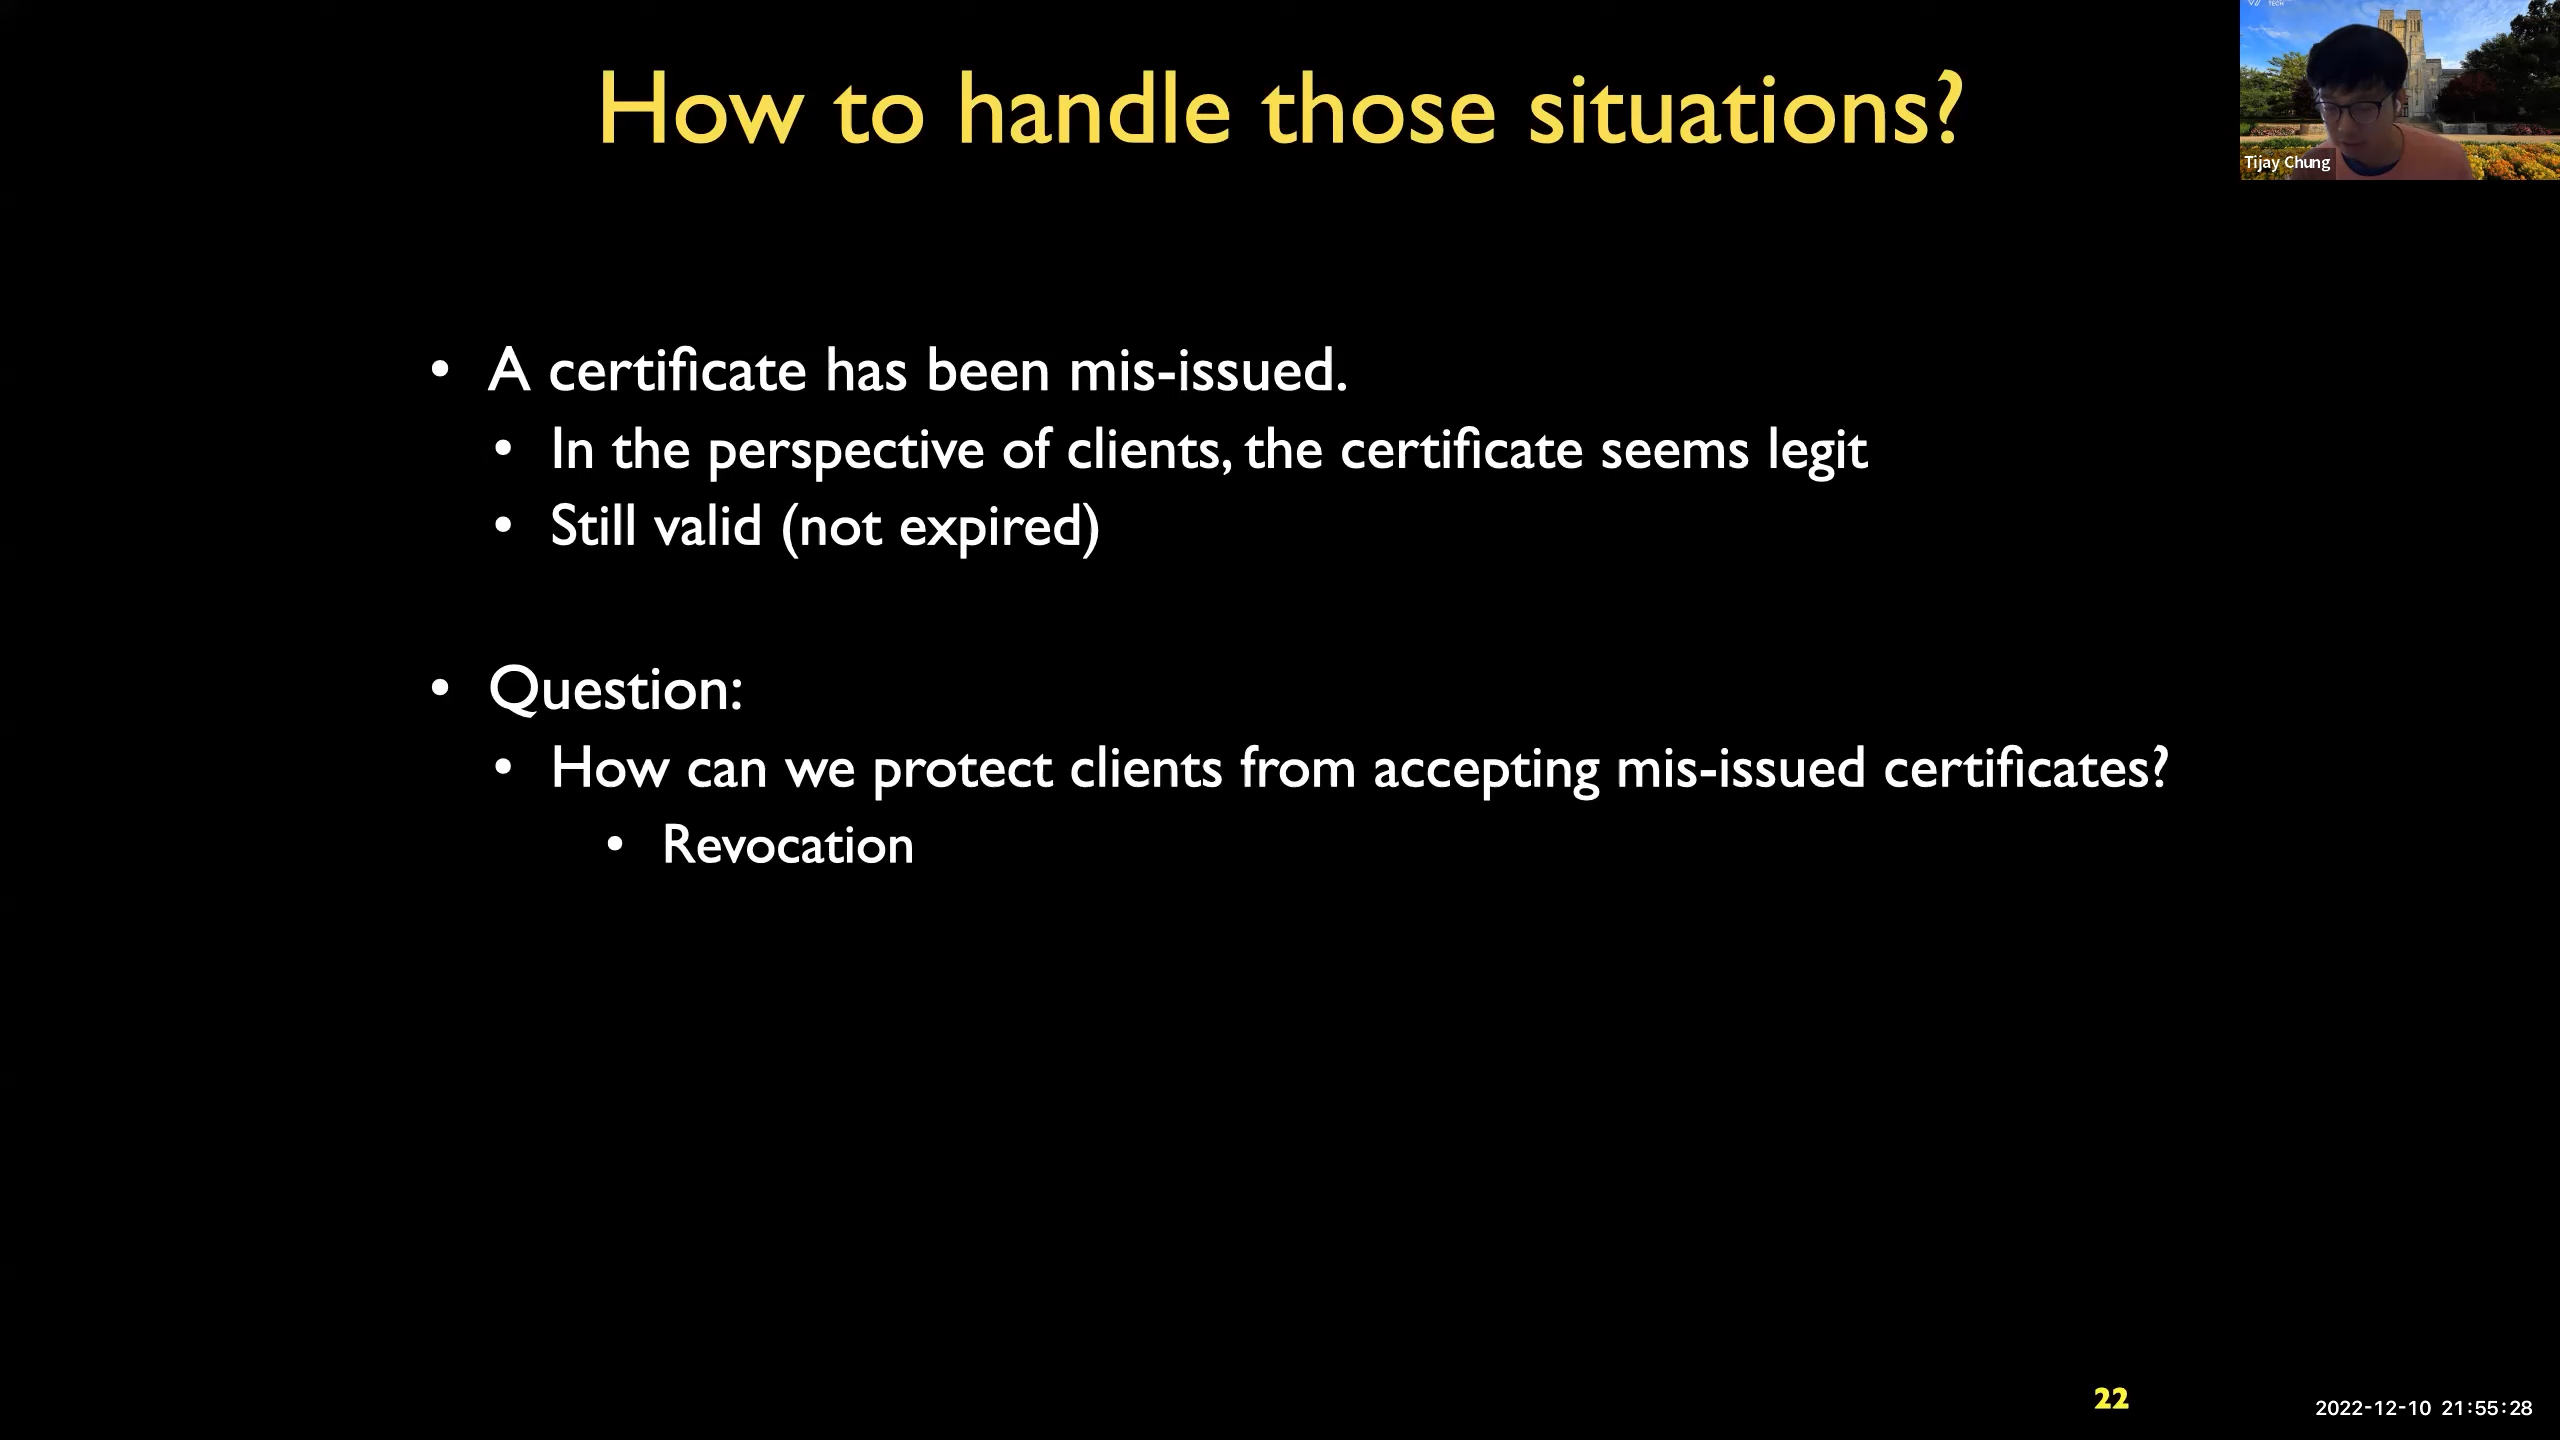 How to handle those situations?
TECH
Tijay Chung
• A certificate has been mis-issued.
• In the perspective of clients, the certificate seems legit
• Still valid (not expired)
• Question:
• How can we protect clients from accepting mis-issued certificates?
• Revocation
22
2022-12-10 21:55:28